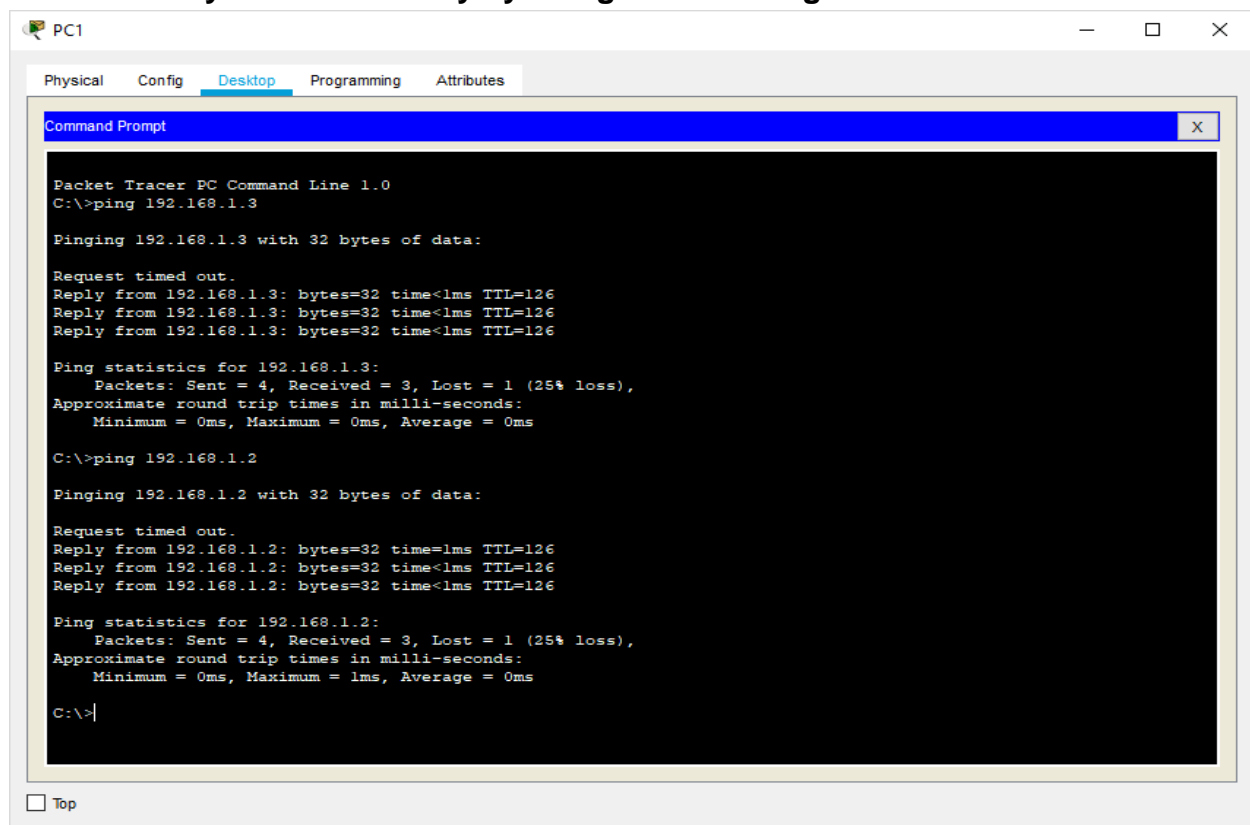 PC1
Physical Config Desktop Programming Attributes
Command Prompt
X
Packet Tracer PC Command Line 1.0
C:\>ping 192.168.1.3
Pinging 192.168.1.3 with 32 bytes of data:
Request timed out.
Reply from 192.168.1.3: bytes=32 time<1ms TTL=126
Reply from 192.168.1.3: bytes=32 time<1ms TTL=126
Reply from 192.168.1.3: bytes=32 time<1ms TTL=126
Ping statistics for 192.168.1.3:
Packets: Sent = 4, Received = 3, Lost = 1 (25% loss),
Approximate round trip times in milli-seconds:
Minimum = 0ms, Maximum = 0ms, Average = 0ms
C:\>ping 192.168.1.2
Pinging 192.168.1.2 with 32 bytes of data:
Request timed out.
Reply from 192.168.1.2: bytes=32 time=1ms TTL=126
Reply from 192.168.1.2: bytes=32 time<1ms TTL=126
Reply from 192.168.1.2: bytes=32 time<1ms TTL=126
Ping statistics for 192.168.1.2:
Packets: Sent = 4, Received = 3, Lost = 1 (25% loss),
Approximate round trip times in milli-seconds:
Minimum = 0ms, Maximum = 1ms, Average = 0ms
C:\>
Top